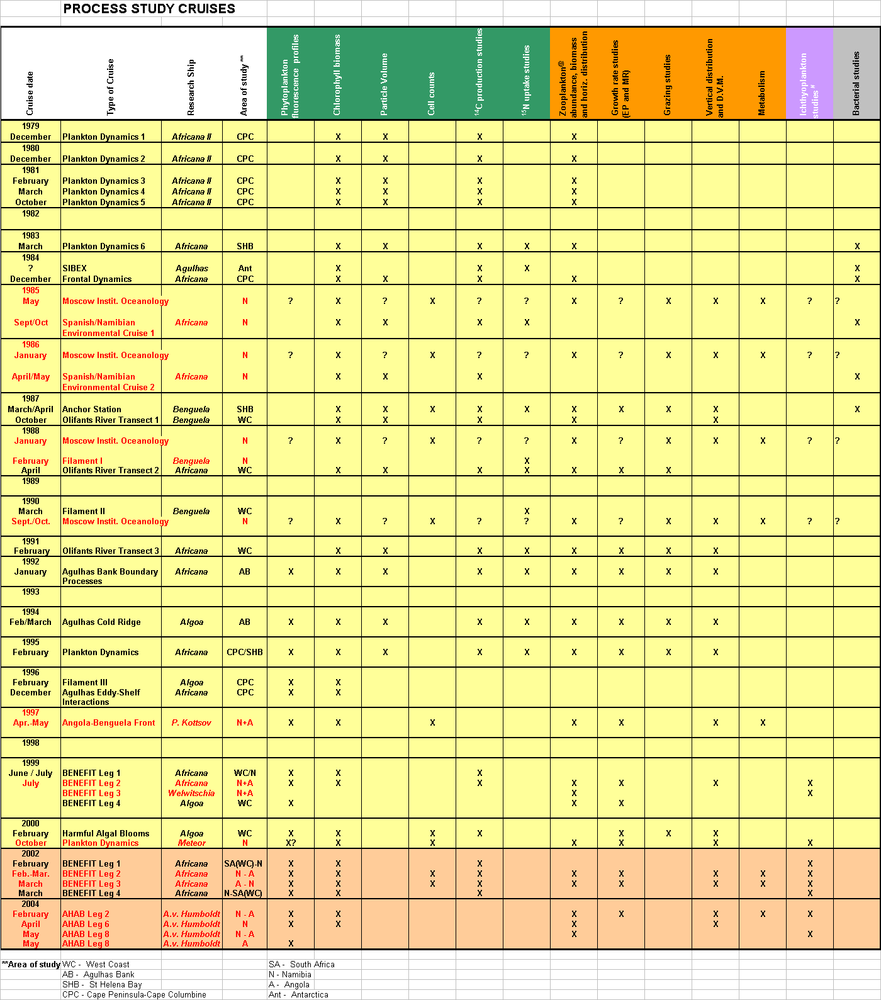 PROCESS STUDY CRUISES
Cruise date Type of Cruise Research Ship Area of study ** Phytoplankton fluorescence profiles Chlorophyll biomass Particle Volume Cell counts 14C production studies 15N uptake studies Zooplankton@ abundance, biomass and horiz. distribution Growth rate studies (EP and MR) Grazing studies Vertical distribution and D.V.M. Metabolism Ichthyoplankton studies # Bacterial studies
1979
December Plankton Dynamics 1 Africana II CPC X X X X
1980
December Plankton Dynamics 2 Africana II CPC X X X X
1981
February Plankton Dynamics 3 Africana II CPC X X X X
March Plankton Dynamics 4 Africana II CPC X X X X
October Plankton Dynamics 5 Africana II CPC X X X X
1982
1983
March Plankton Dynamics 6 Africana SHB X X X X X X
1984
? SIBEX Agulhas Ant X X X X
December Frontal Dynamics Africana CPC X X X X X
1985
May Moscow Instit. Oceanology N ? X ? X ? ? X ? X X X ? ?
Sept/Oct Spanish/Namibian Africana N X X X X X
Environmental Cruise 1
1986
January Moscow Instit. Oceanology N ? X ? X ? ? X ? X X X ? ?
April/May Spanish/Namibian Africana N X X X X
Environmental Cruise 2
1987
March/April Anchor Station Benguela SHB X X X X X X X X X X
October Olifants River Transect 1 Benguela WC X X X X X
1988
January Moscow Instit. Oceanology N ? X ? X ? ? X ? X X X ? ?
February Filament I Benguela N X
April Olifants River Transect 2 Africana WC X X X X X X X
1989
1990
March Filament II Benguela WC X
Sept./Oct. Moscow Instit. Oceanology N ? X ? X ? ? X ? X X X ? ?
1991
February Olifants River Transect 3 Africana WC X X X X X X X X
1992
January Agulhas Bank Boundary Africana AB X X X X X X X X X
Processes
1993
1994
Feb/March Agulhas Cold Ridge Algoa AB X X X X X X X X X
1995
February Plankton Dynamics Africana CPC/SHB X X X X X X X X X
1996
February Filament III Algoa CPC X X
December Agulhas Eddy-Shelf Africana CPC X X
Interactions
1997
Apr.-May Angola-Benguela Front P. Kottsov N+A X X X X X X X
1998
1999
June / July BENEFIT Leg 1 Africana WC/N X X X
July BENEFIT Leg 2 Africana N+A X X X X X X X
BENEFIT Leg 3 Welwitschia N+A X X
BENEFIT Leg 4 Algoa WC X X X
2000
February Harmful Algal Blooms Algoa WC X X X X X X X
October Plankton Dynamics Meteor N X? X X X X X X
2002
February BENEFIT Leg 1 Africana SA(WC)-N X X X X
Feb.-Mar. BENEFIT Leg 2 Africana N - A X X X X X X X X X
March BENEFIT Leg 3 Africana A - N X X X X X X X X X
March BENEFIT Leg 4 Africana N-SA(WC) X X X X
2004
February AHAB Leg 2 A.v. Humboldt N - A X X X X X X X
April AHAB Leg 6 A.v. Humboldt N X X X X
May AHAB Leg 8 A.v. Humboldt N - A X X
May AHAB Leg 8 A.v. Humboldt A X
**Area of study WC - West Coast SA - South Africa
AB - Agulhas Bank N - Namibia
SHB - St Helena Bay A - Angola
CPC - Cape Peninsula-Cape Columbine Ant - Antarctica